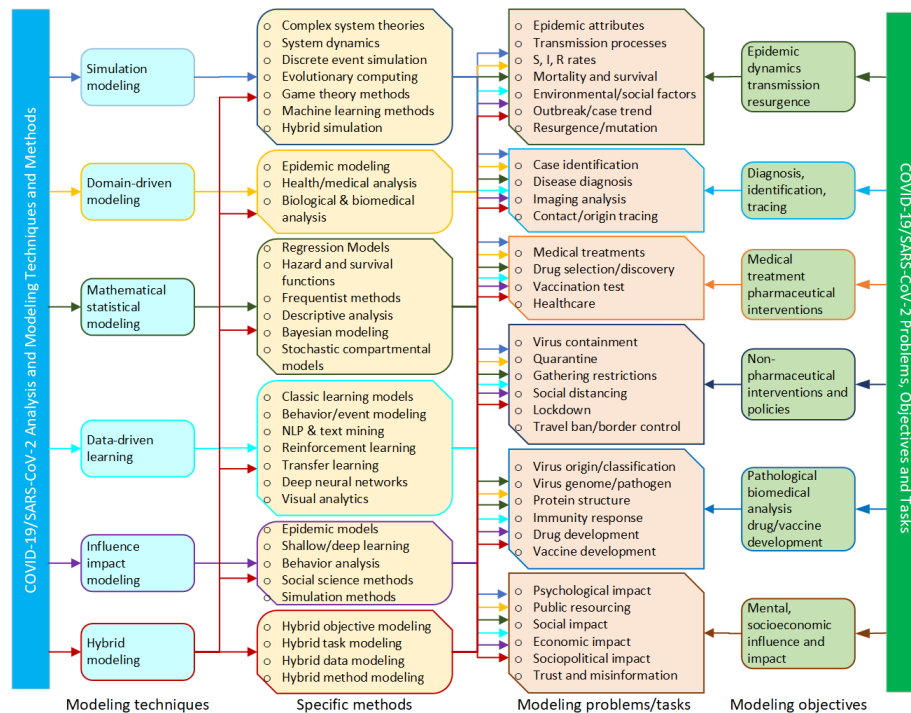 COVID-19/SARS-CoV-2 Analysis and Modeling Techniques and Methods
Simulation
modeling
Domain-driven
modeling
Mathematical
statistical
modeling
Data-driven
learning
Influence
impact
modeling
Hybrid
modeling
Modeling techniques
o Complex system theories
o System dynamics
o Discrete event simulation
o Evolutionary computing
o Game theory methods
o Machine learning methods
o Hybrid simulation
o Epidemic modeling
o Health/medical analysis
o Biological & biomedical
analysis
o Regression Models
o Hazard and survival
functions
o Frequentist methods
o Descriptive analysis
o Bayesian modeling
o Stochastic compartmental
models
o Classic learning models
o Behavior/event modeling
o NLP & text mining
o Reinforcement learning
o Transfer learning
o Deep neural networks
o Visual analytics
o Epidemic models
o Shallow/deep learning
o Behavior analysis
o Social science methods
o Simulation methods
o Hybrid objective modeling
o Hybrid task modeling
o Hybrid data modeling
o Hybrid method modeling
Specific methods
o Epidemic attributes
o Transmission processes
o S, I, R rates
o Mortality and survival
o Environmental/social factors
o Outbreak/case trend
o Resurgence/mutation
o Case identification
o Disease diagnosis
o Imaging analysis
o Contact/origin tracing
o Medical treatments
o Drug selection/discovery
o Vaccination test
o Healthcare
o Virus containment
o Quarantine
o Gathering restrictions
o Social distancing
o Lockdown
o Travel ban/border control
o Virus origin/classification
o Virus genome/pathogen
o Protein structure
o Immunity response
o Drug development
o Vaccine development
o Psychological impact
o Public resourcing
o Social impact
o Economic impact
o Sociopolitical impact
o Trust and misinformation
Modeling problems/tasks
Epidemic
dynamics
transmission
resurgence
Diagnosis,
identification,
tracing
Medical
treatment
pharmaceutical
interventions
Non-
pharmaceutical
interventions and
policies
Pathological
biomedical
analysis
drug/vaccine
development
Mental,
socioeconomic
influence and
impact
Modeling objectives
COVID-19/SARS-CoV-2 Problems, Objectives and Tasks